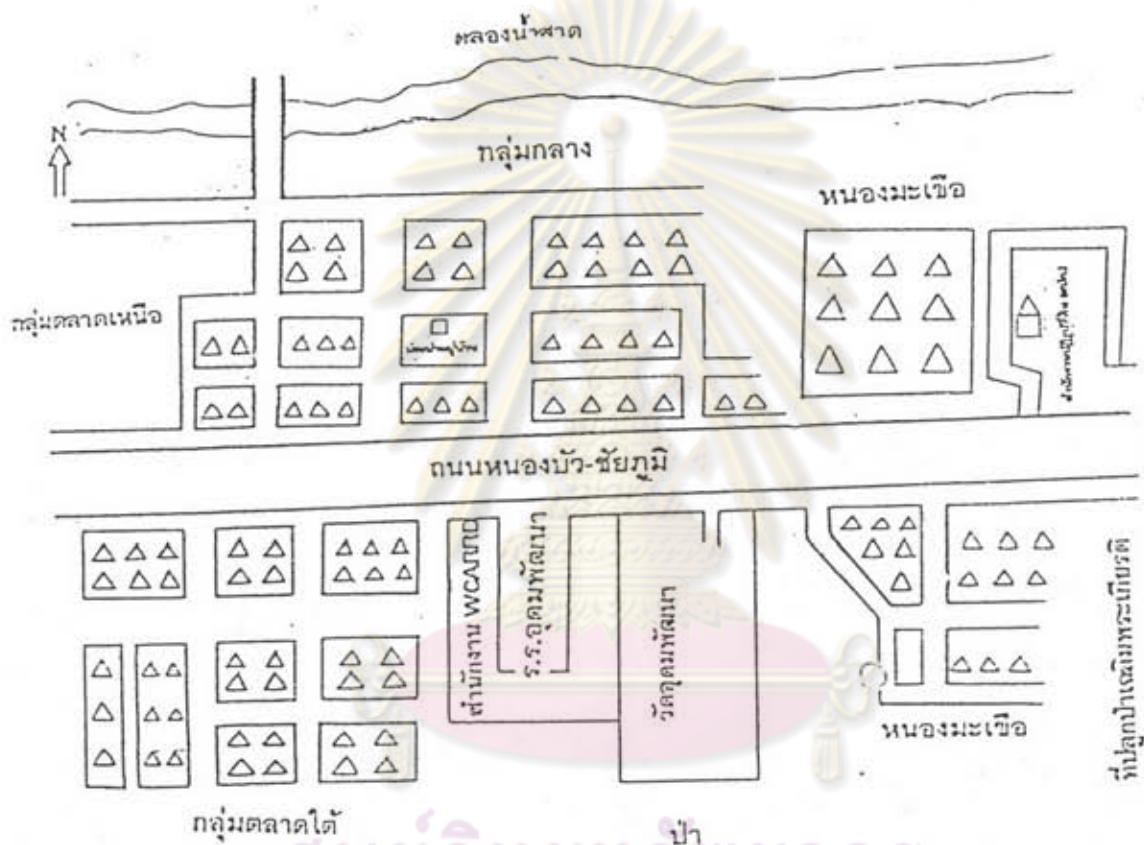 คลองน้ำสาด
N
กลุ่มกลาง
หนองมะเขือ
กลุ่มตลาดเหนือ
ถนนหนองบัว-ชัยภูมิ
สำนักงาน
ร.ร.อุดมพัฒนา
วัดกุดมพัฒนา
หนองมะเขือ
ที่ปลูกป่าเฉลิมพระเกียรติ
กลุ่มตลาดใต้
ป่า